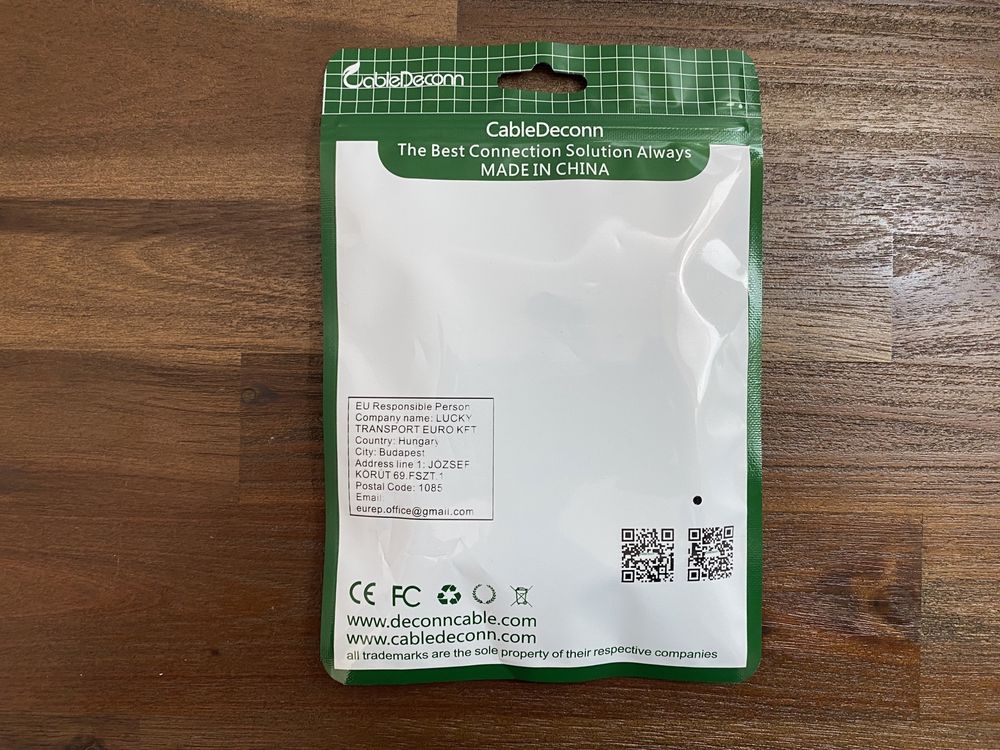 CableDeconn
CableDeconn
The Best Connection Solution Always
MADE IN CHINA
EU Responsible Person
Company name: LUCKY
TRANSPORT EURO KFT
Country: Hungary
City: Budapest
Address line 1: JÓZSEF
KÖRÚT 69.FSZT.1
Postal Code: 1085
Email:
eurep.office@gmail.com
CE FC
www.deconncable.com
www.cabledeconn.com
all trademarks are the sole property of their respective companies